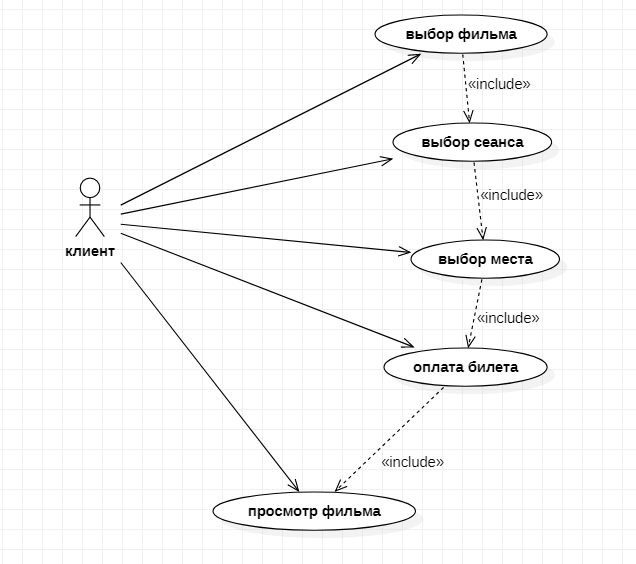 выбор фильма
«include»
выбор сеанса
«include»
клиент
выбор места
«include»
оплата билета
«include»
просмотр фильма